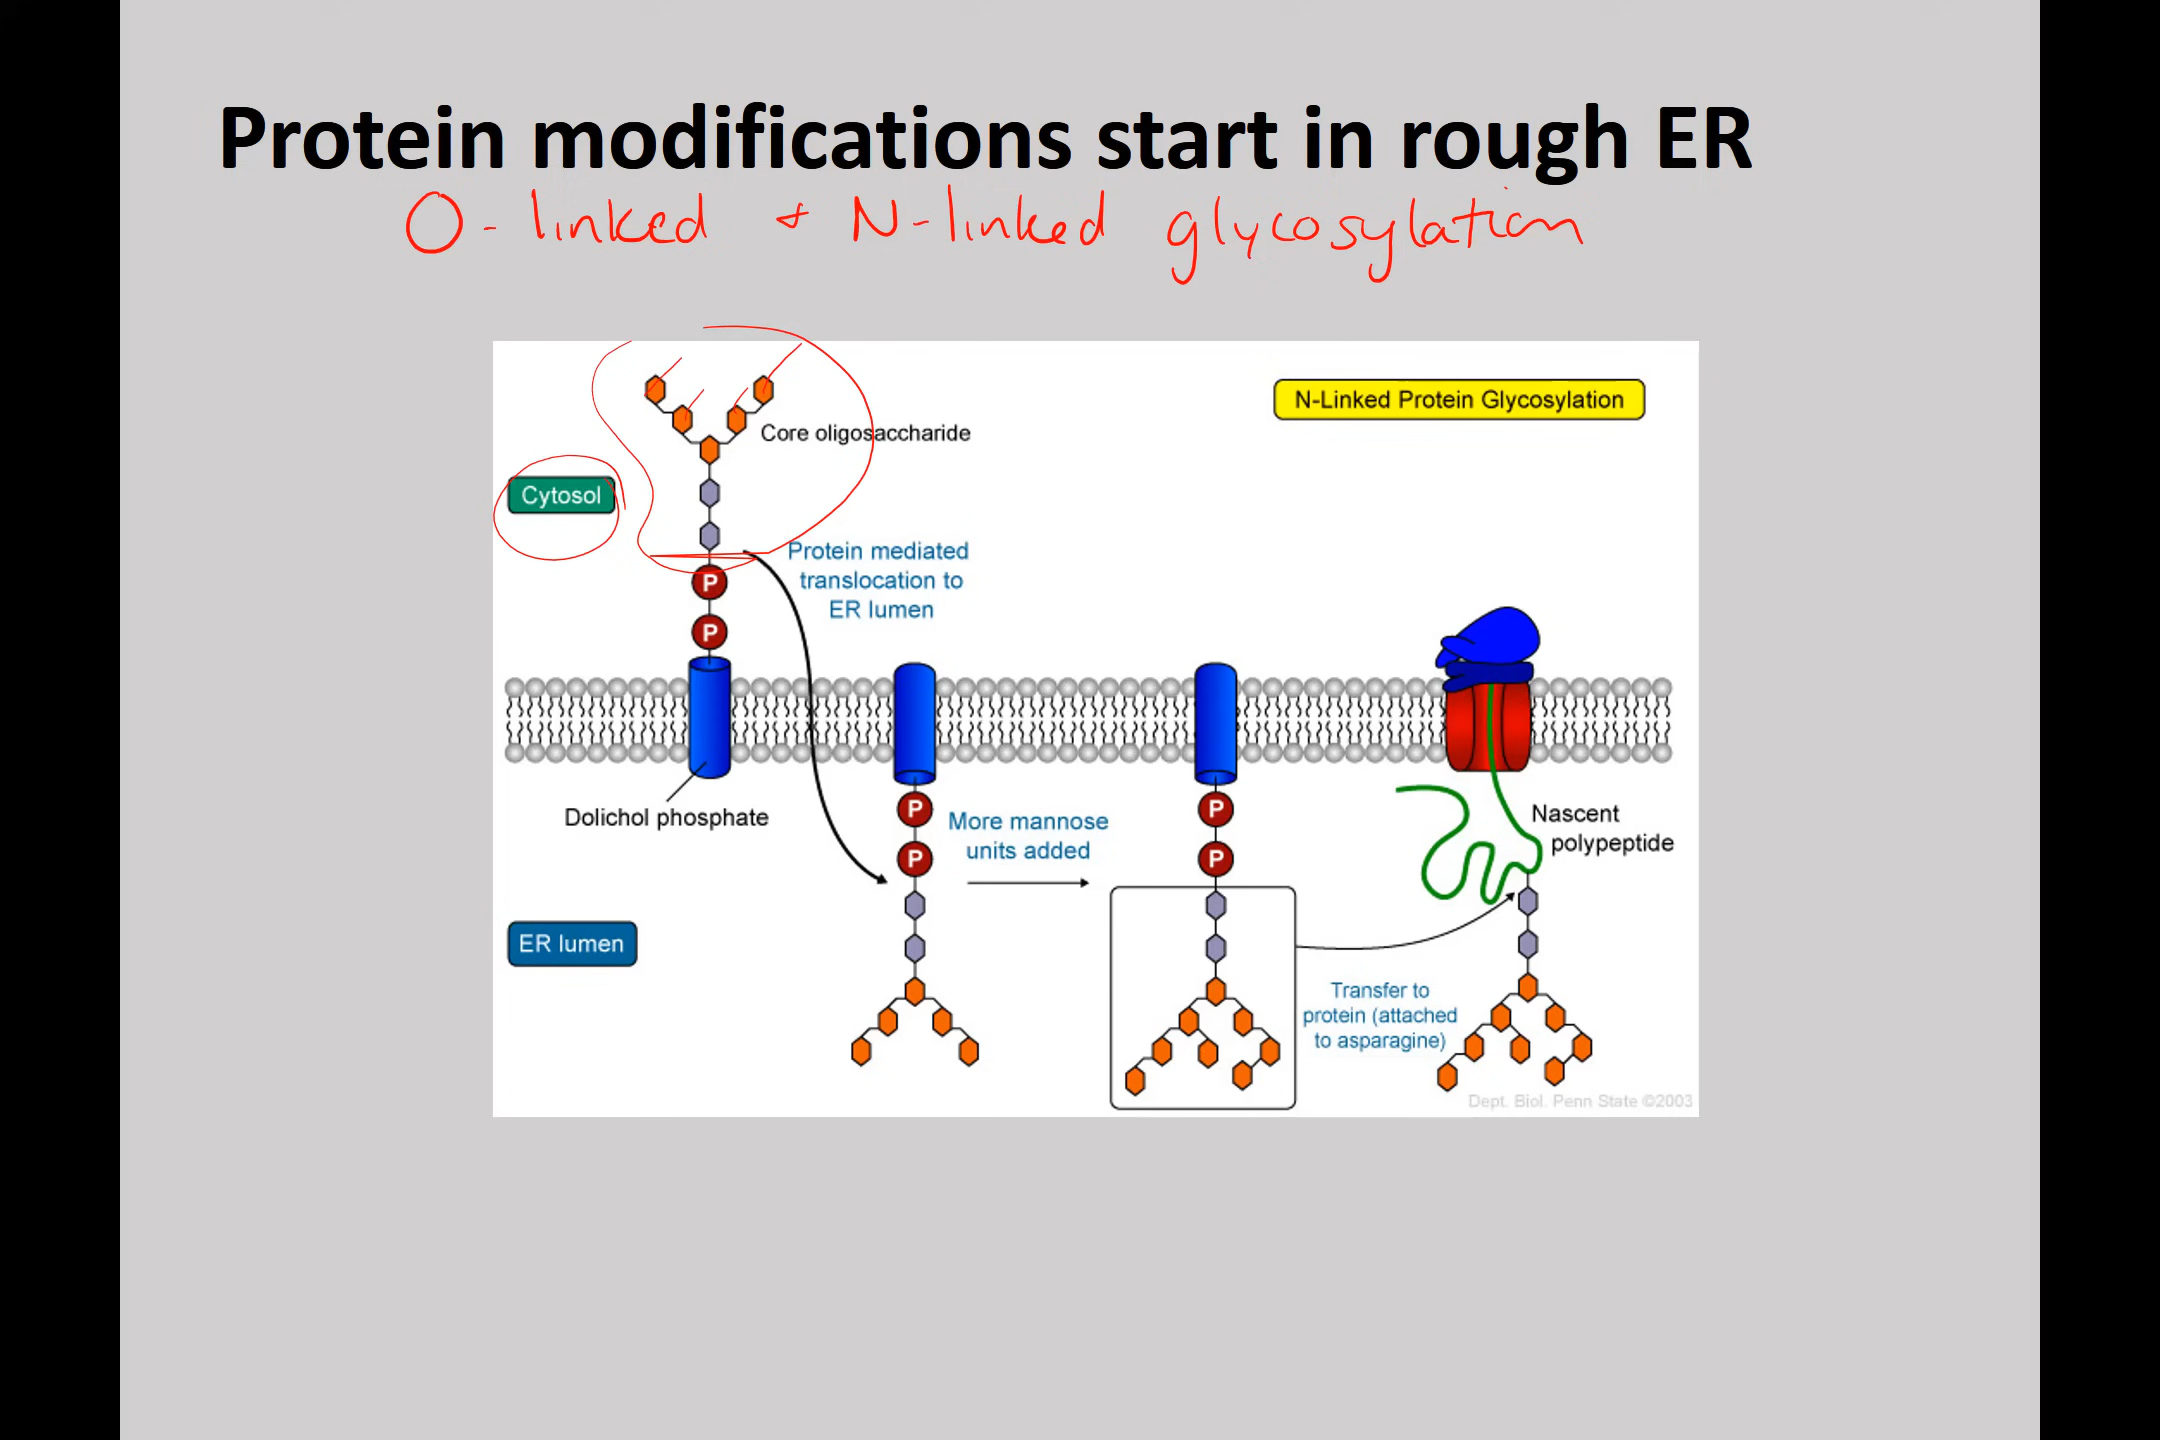 Protein modifications start in rough ER
O-linked + N-linked glycosylation
N-Linked Protein Glycosylation
Core oligosaccharide
Cytosol
Protein mediated
translocation to
ER lumen
P
P
Dolichol phosphate
P
P
More mannose
units added
P
P
Nascent
polypeptide
ER lumen
Transfer to
protein (attached
to asparagine)
Dept. Biol. Penn State ©2003